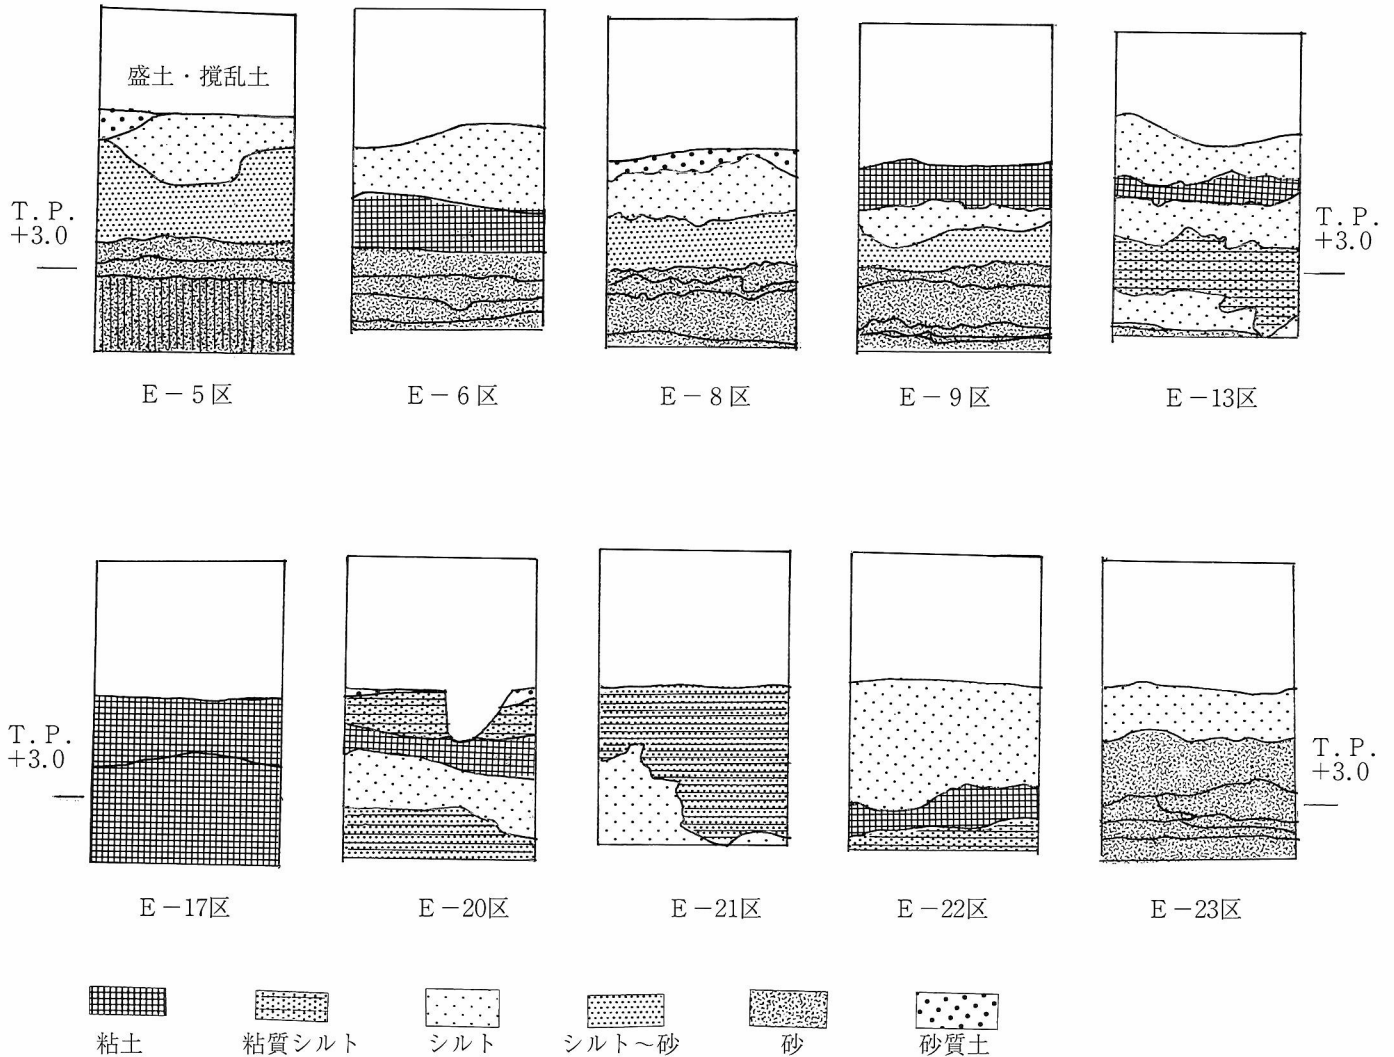 盛土・撹乱土
T.P.
+3.0
T.P.
+3.0
E-5区
E-6区
E-8区
E-9区
E-13区
T.P.
+3.0
T.P.
+3.0
E-17区
E-20区
E-21区
E-22区
E-23区
粘土
粘質シルト
シルト
シルト〜砂
砂
砂質土